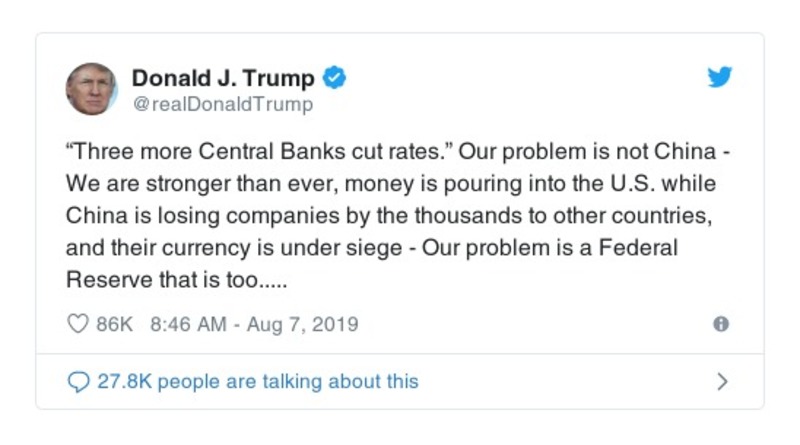 Donald J. Trump
@realDonaldTrump
“Three more Central Banks cut rates.” Our problem is not China -
We are stronger than ever, money is pouring into the U.S. while
China is losing companies by the thousands to other countries,
and their currency is under siege - Our problem is a Federal
Reserve that is too.....
86K 8:46 AM - Aug 7, 2019
27.8K people are talking about this